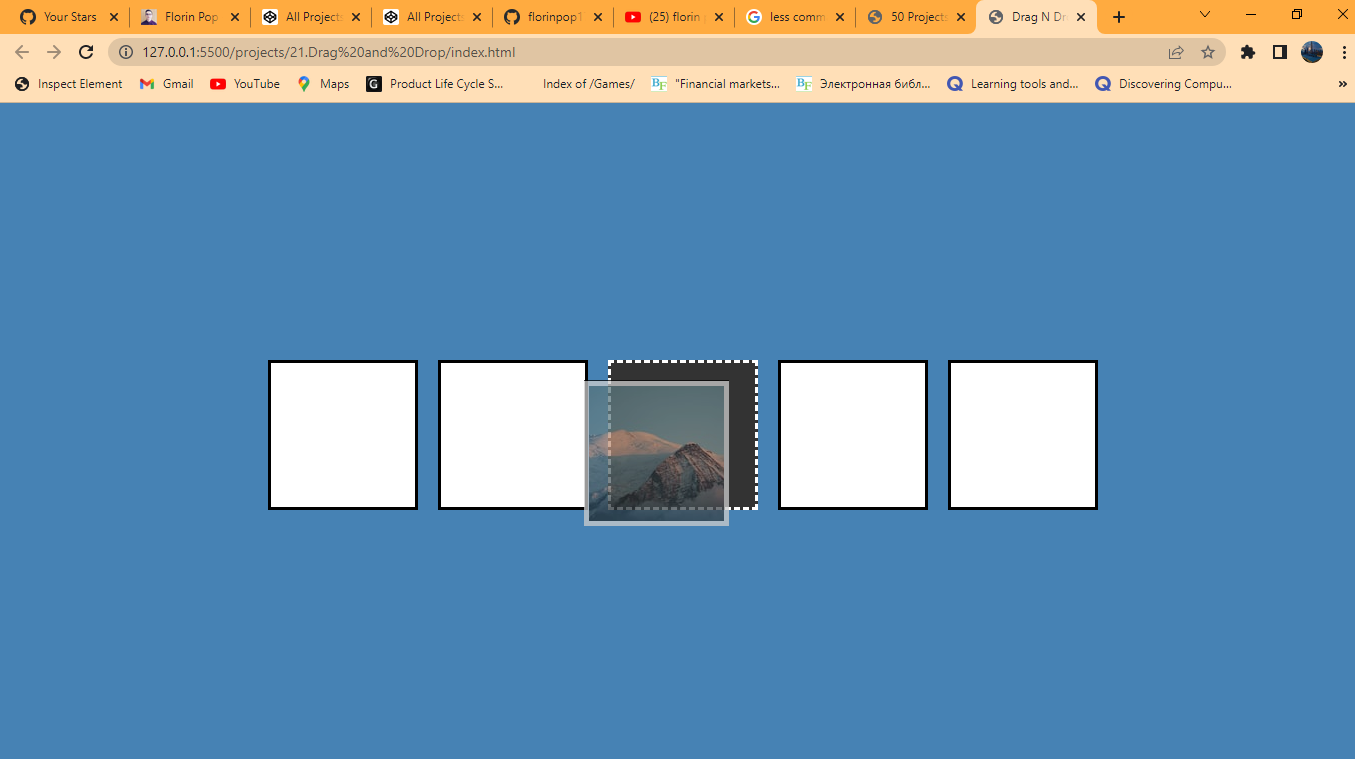 Your Stars Florin Pop All Projects All Projects florinpop1 (25) florin less comm 50 Projects Drag N Dr
127.0.0.1:5500/projects/21.Drag%20and%20Drop/index.html
Inspect Element Gmail YouTube Maps Product Life Cycle S... Index of /Games/ "Financial markets... Электронная библ... Learning tools and... Discovering Compu... »